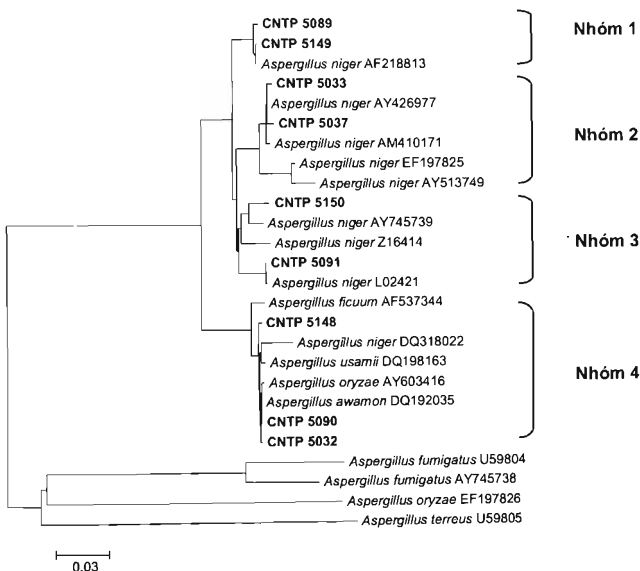 CNTP 5089
Nhóm 1
CNTP 5149
Aspergillus niger AF218813
CNTP 5033
Aspergillus niger AY426977
CNTP 5037
Nhóm 2
Aspergillus niger AM410171
Aspergillus niger EF197825
Aspergillus niger AY513749
CNTP 5150
Aspergillus niger AY745739
Nhóm 3
Aspergillus niger Z16414
CNTP 5091
Aspergillus niger L02421
Aspergillus ficuum AF537344
CNTP 5148
Aspergillus niger DQ318022
Aspergillus usamii DQ198163
Nhóm 4
Aspergillus oryzae AY603416
Aspergillus awamori DQ192035
CNTP 5090
CNTP 5032
Aspergillus fumigatus U59804
Aspergillus fumigatus AY745738
Aspergillus oryzae EF197826
Aspergillus terreus U59805
0.03